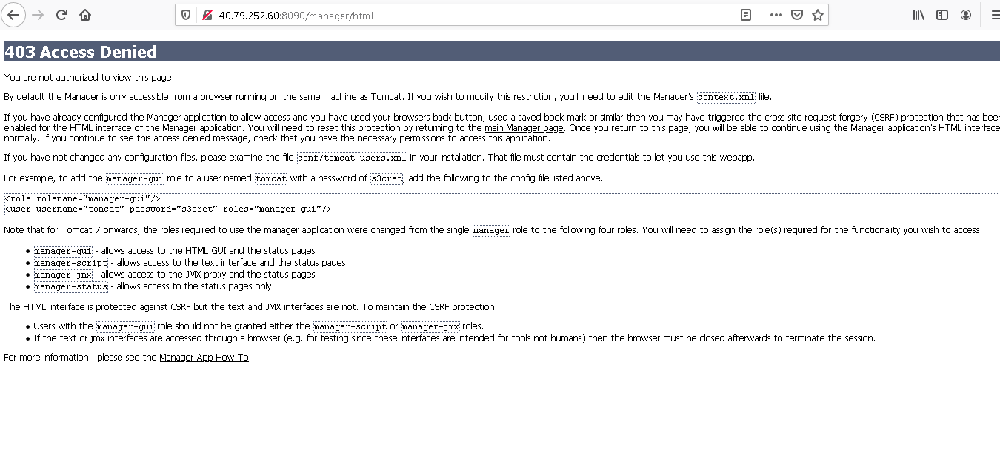 40.79.252.60:8090/manager/html
403 Access Denied
You are not authorized to view this page.
By default the Manager is only accessible from a browser running on the same machine as Tomcat. If you wish to modify this restriction, you'll need to edit the Manager's context.xml file.
If you have already configured the Manager application to allow access and you have used your browsers back button, used a saved book-mark or similar then you may have triggered the cross-site request forgery (CSRF) protection that has been
enabled for the HTML interface of the Manager application. You will need to reset this protection by returning to the main Manager page. Once you return to this page, you will be able to continue using the Manager application's HTML interface
normally. If you continue to see this access denied message, check that you have the necessary permissions to access this application.
If you have not changed any configuration files, please examine the file conf/tomcat-users.xml in your installation. That file must contain the credentials to let you use this webapp.
For example, to add the manager-gui role to a user named tomcat with a password of s3cret, add the following to the config file listed above.
<role rolename="manager-gui"/>
<user username="tomcat" password="s3cret" roles="manager-gui"/>
Note that for Tomcat 7 onwards, the roles required to use the manager application were changed from the single manager role to the following four roles. You will need to assign the role(s) required for the functionality you wish to access.
• manager-gui - allows access to the HTML GUI and the status pages
• manager-script - allows access to the text interface and the status pages
• manager-jmx - allows access to the JMX proxy and the status pages
• manager-status - allows access to the status pages only
The HTML interface is protected against CSRF but the text and JMX interfaces are not. To maintain the CSRF protection:
• Users with the manager-gui role should not be granted either the manager-script or manager-jmx roles.
• If the text or jmx interfaces are accessed through a browser (e.g. for testing since these interfaces are intended for tools not humans) then the browser must be closed afterwards to terminate the session.
For more information - please see the Manager App How-To.